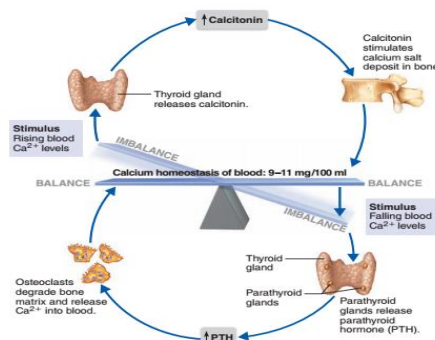 ↑Calcitonin
Calcitonin
stimulates
calcium salt
deposit in bone
Thyroid gland
releases calcitonin.
Stimulus
Rising blood
Ca²⁺ levels
IMBALANCE
Calcium homeostasis of blood: 9–11 mg/100 ml
BALANCE
BALANCE
IMBALANCE
Stimulus
Falling blood
Ca²⁺ levels
Thyroid
gland
Parathyroid
glands
Osteoclasts
degrade bone
matrix and release
Ca²⁺ into blood.
Parathyroid
glands release
parathyroid
hormone (PTH).
↑PTH